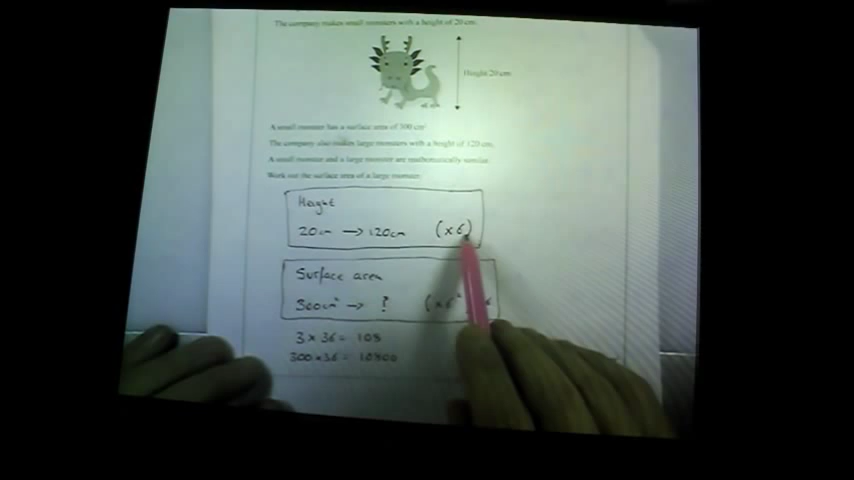 The company makes small monsters with a height of 20 cm.
Height 20 cm
A small monster has a surface area of 300 cm²
The company also makes large monsters with a height of 120 cm.
A small monster and a large monster are mathematically similar.
Work out the surface area of a large monster.
Height
20cm → 120cm (×6)
Surface area
300cm² → ? (×6²
3 × 36 = 108
300×36 = 10800